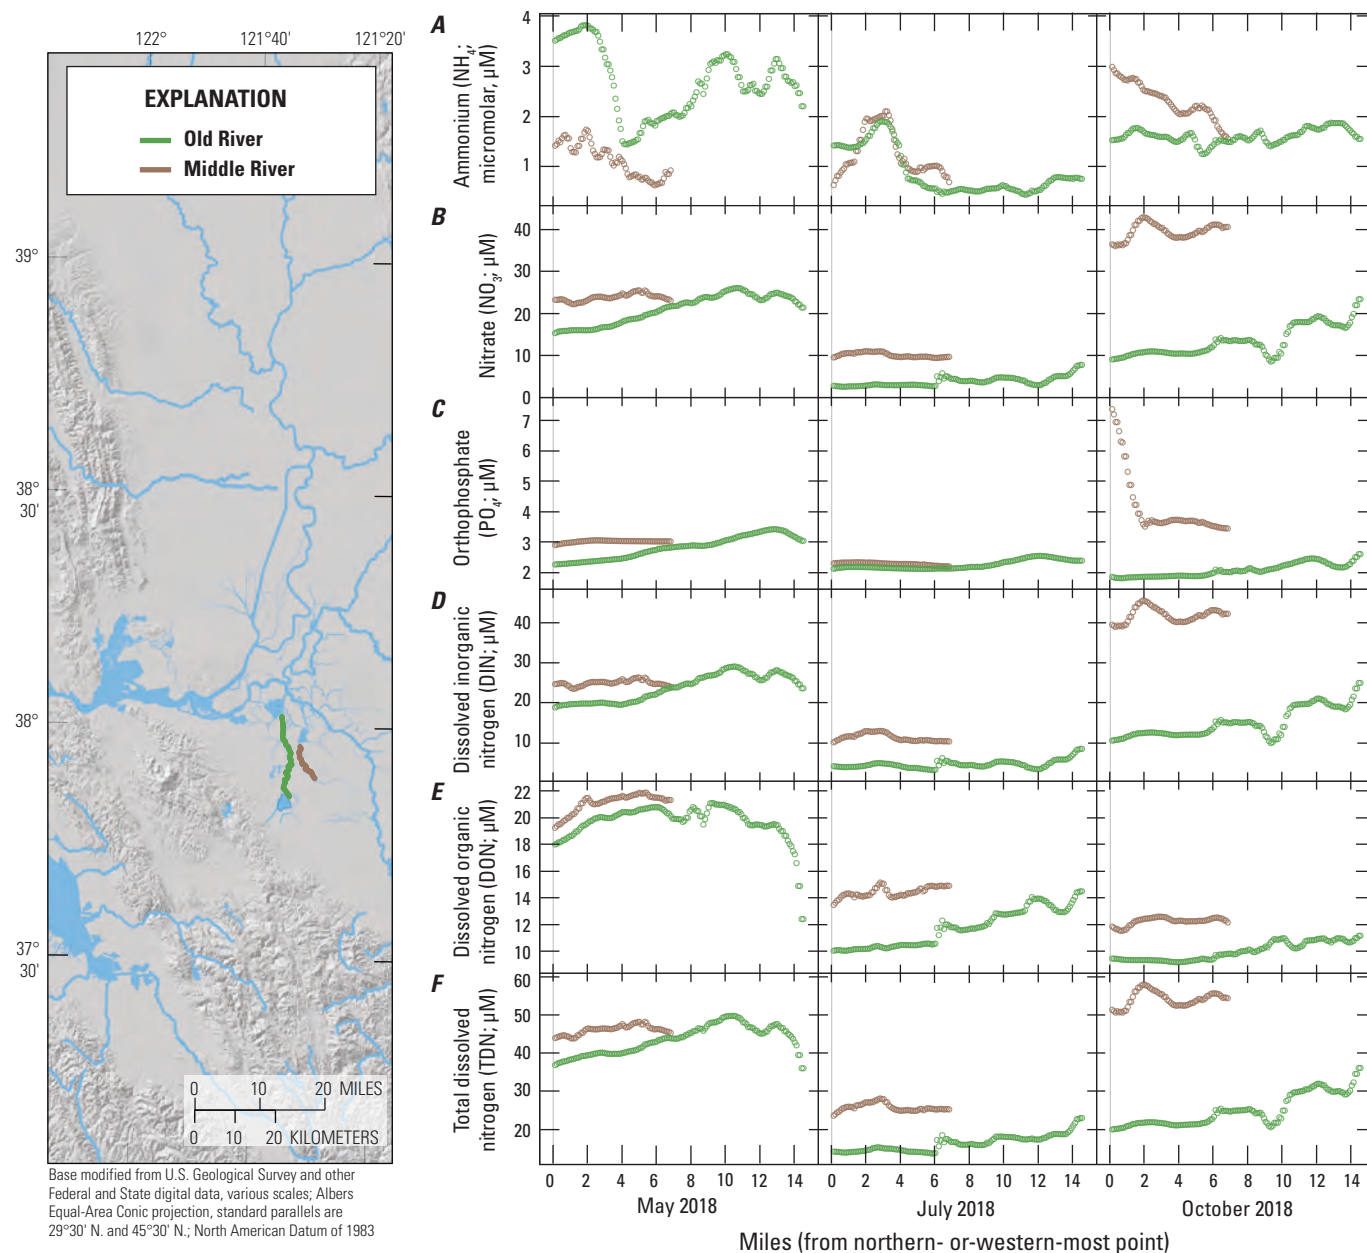 122°
121°40'
121°20'
EXPLANATION
Old River
Middle River
39°
38°
30'
38°
37°
30'
0 10 20 MILES
0 10 20 KILOMETERS
Base modified from U.S. Geological Survey and other
Federal and State digital data, various scales; Albers
Equal-Area Conic projection, standard parallels are
29°30' N. and 45°30' N.; North American Datum of 1983
A
Ammonium (NH4;
micromolar, µM)
4
3
2
1
B
Nitrate (NO3; µM)
40
30
20
10
0
C
Orthophosphate
(PO4; µM)
7
6
5
4
3
2
D
Dissolved inorganic
nitrogen (DIN; µM)
40
30
20
10
E
Dissolved organic
nitrogen (DON; µM)
22
20
18
16
14
12
10
F
Total dissolved
nitrogen (TDN; µM)
60
50
40
30
20
0 2 4 6 8 10 12 14
0 2 4 6 8 10 12 14
0 2 4 6 8 10 12 14
May 2018
July 2018
October 2018
Miles (from northern- or-western-most point)